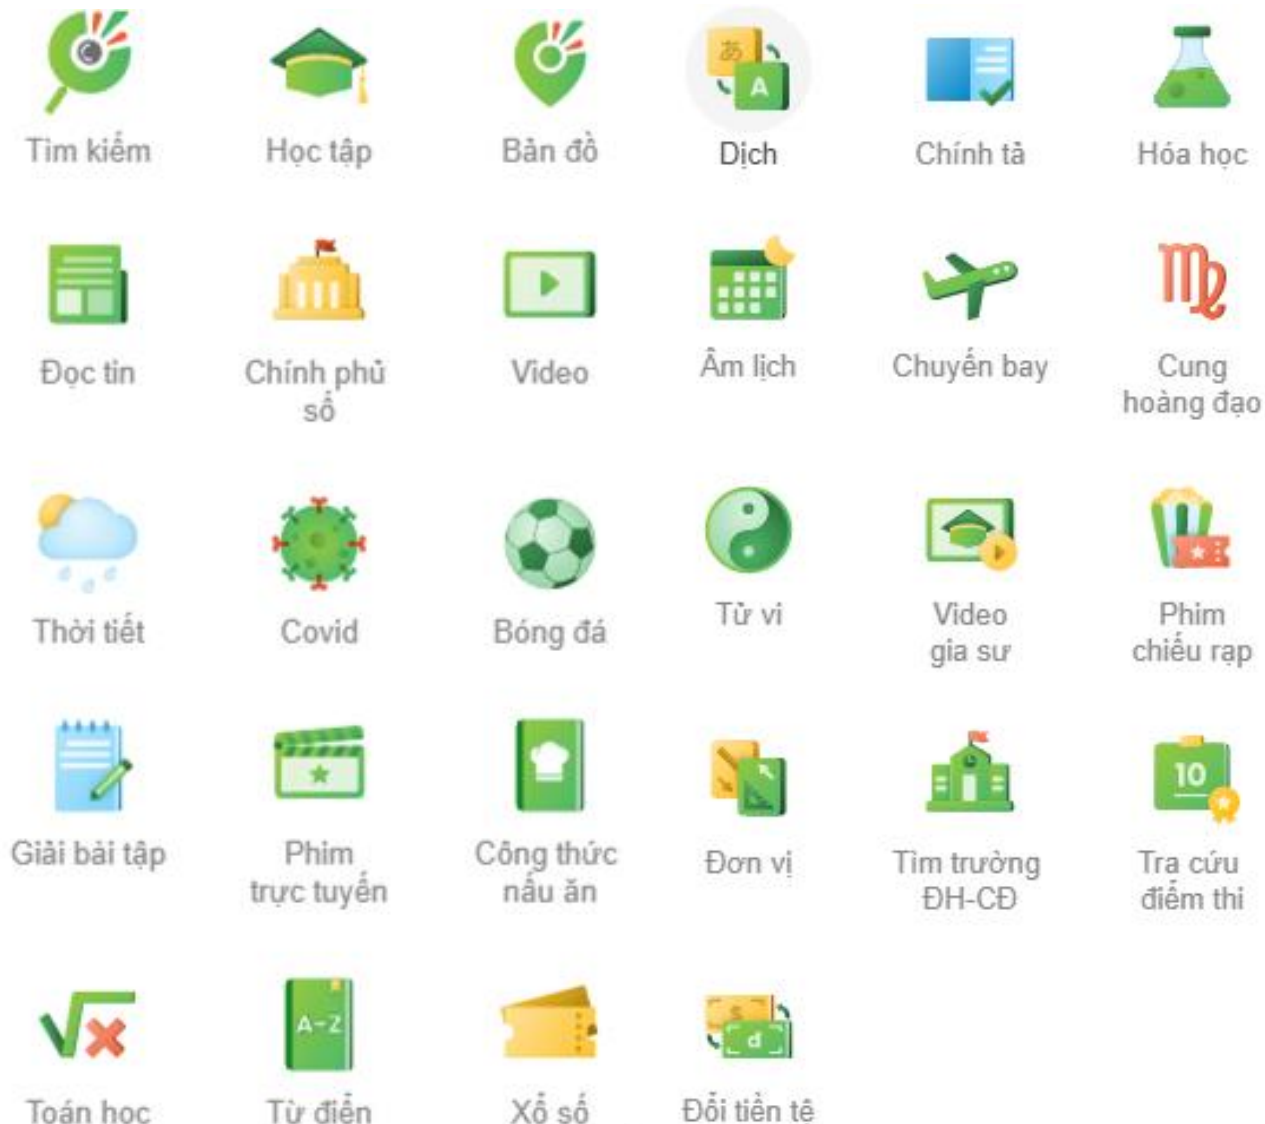 Tìm kiếm
Học tập
Bản đồ
あ
A
Dịch
Chính tả
Hóa học
Đọc tin
Chính phủ
số
Video
Âm lịch
Chuyến bay
Cung
hoàng đạo
Thời tiết
Covid
Bóng đá
Tử vi
Video
gia sư
Phim
chiếu rạp
Giải bài tập
Phim
trực tuyến
Công thức
nấu ăn
Đơn vị
Tìm trường
ĐH-CĐ
10
Tra cứu
điểm thi
Toán học
A-Z
Từ điển
Xổ số
$
đ
Đổi tiền tệ